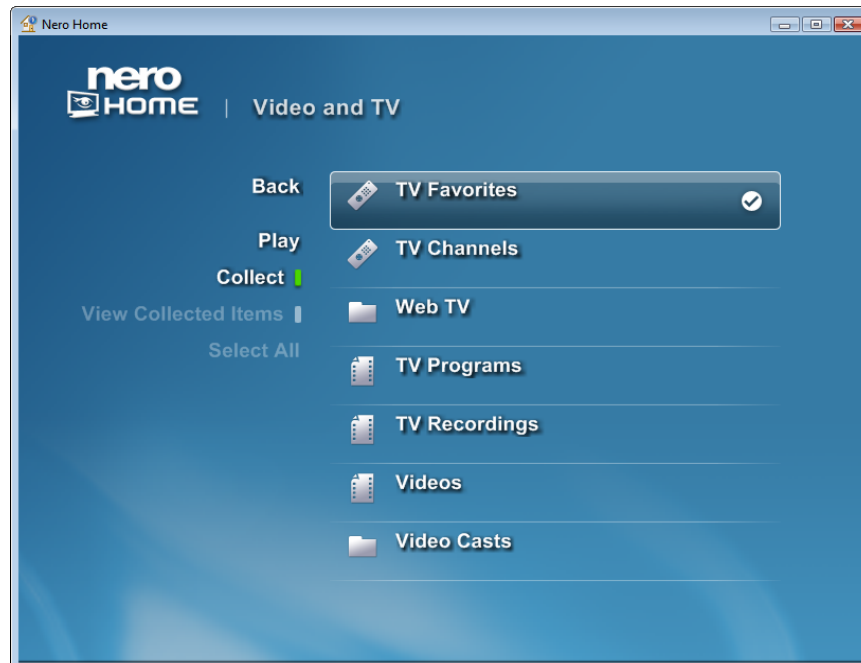 Nero Home
nero
HOME | Video and TV
Back
Play
Collect
View Collected Items
Select All
TV Favorites
TV Channels
Web TV
TV Programs
TV Recordings
Videos
Video Casts